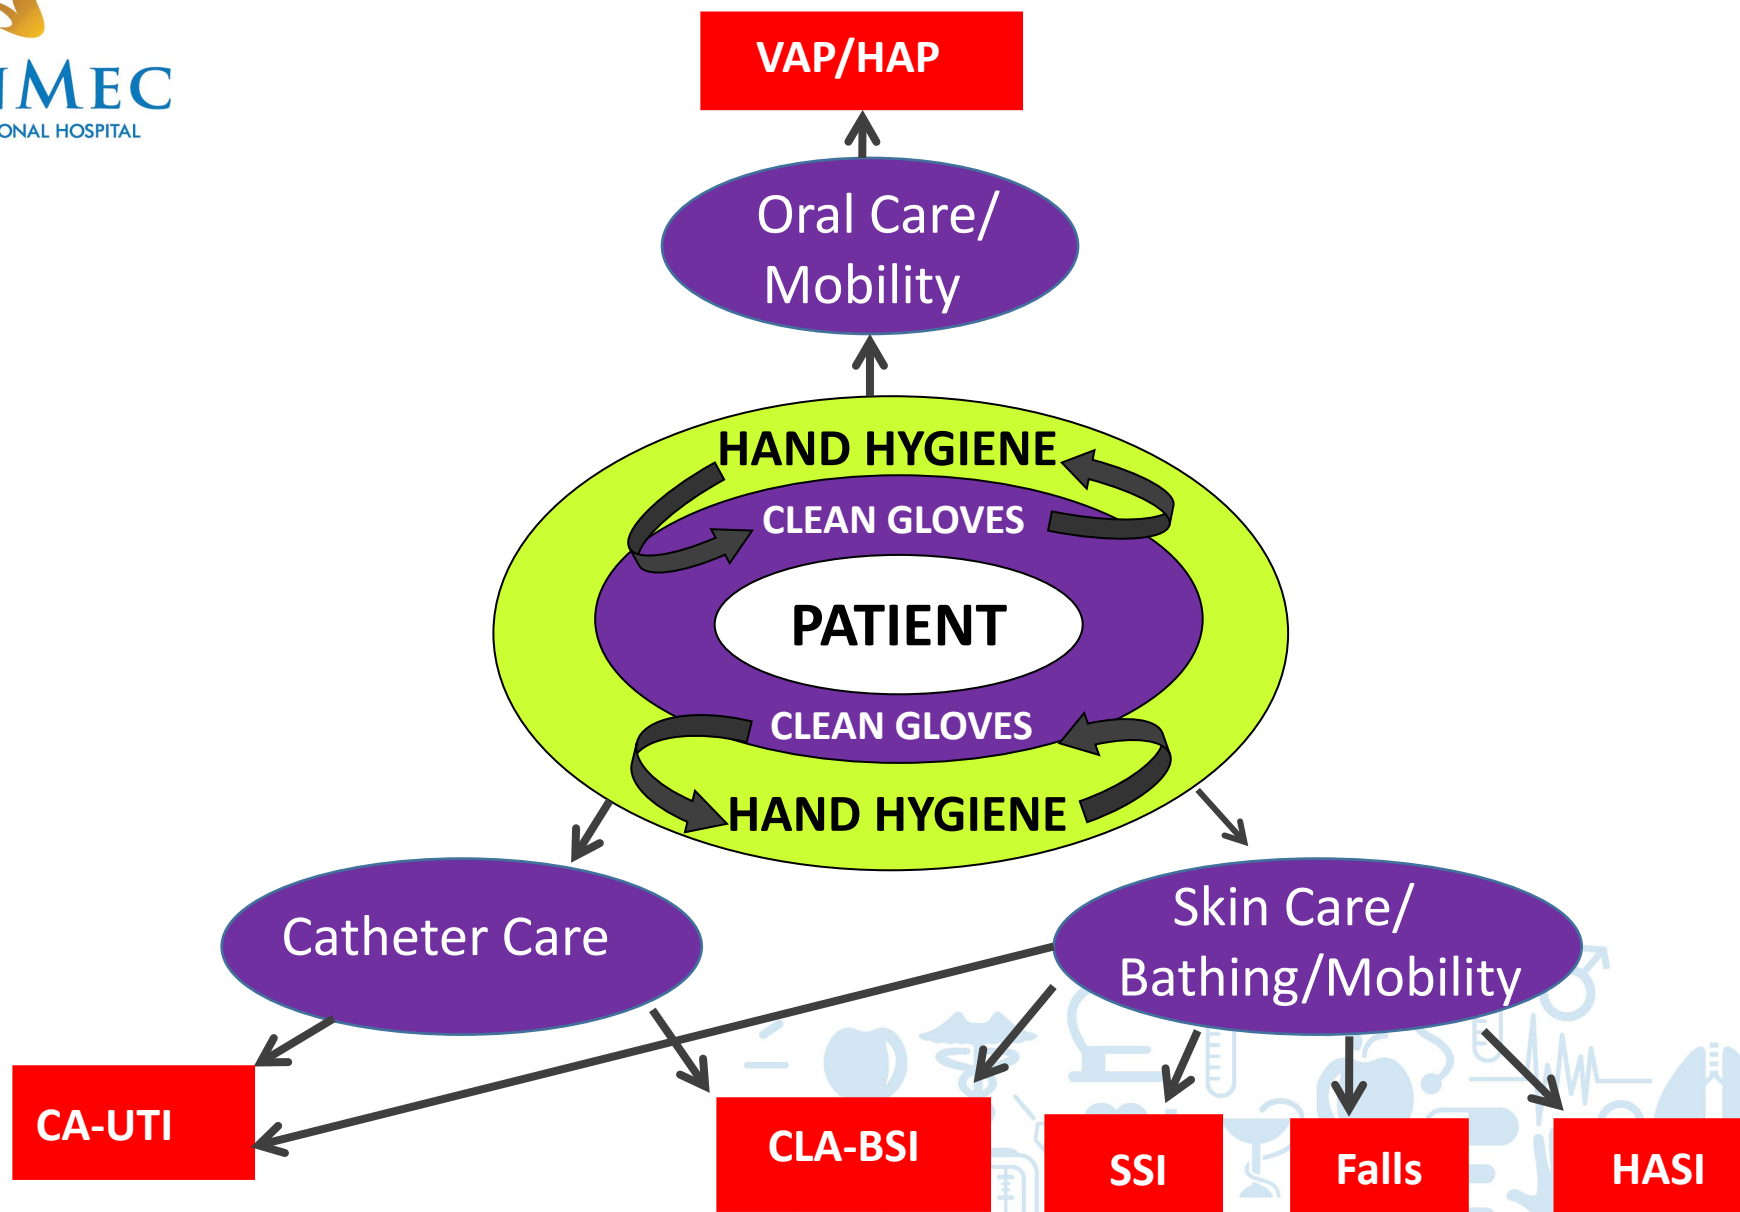 MEC
ONAL HOSPITAL
VAP/HAP
Oral Care/
Mobility
HAND HYGIENE
CLEAN GLOVES
PATIENT
CLEAN GLOVES
HAND HYGIENE
Catheter Care
Skin Care/
Bathing/Mobility
CA-UTI
CLA-BSI
SSI
Falls
HASI